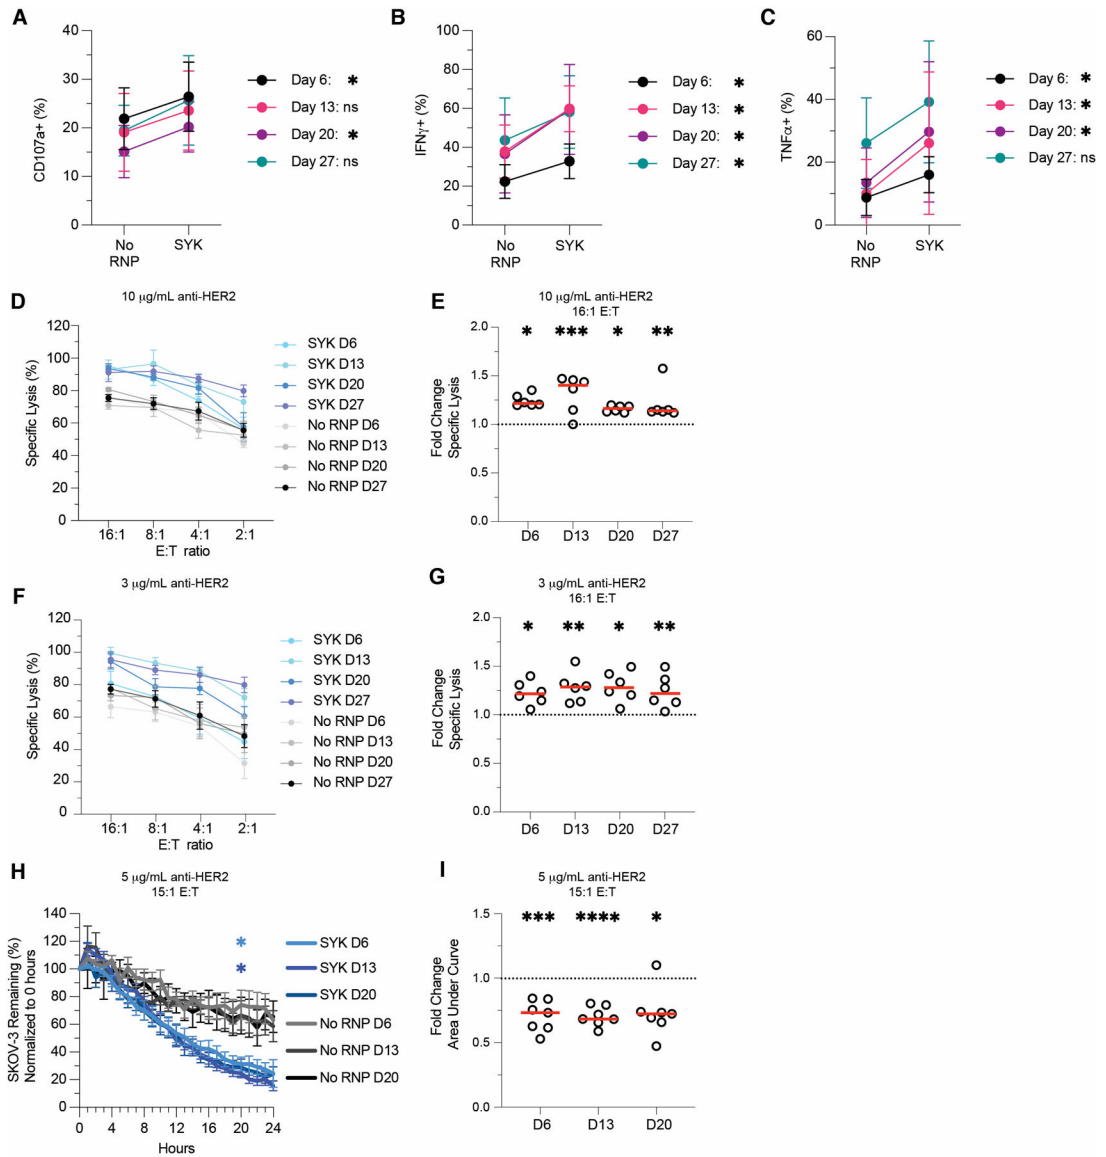 A
CD107a+ (%)
40
30
20
10
0
No
RNP
SYK
Day 6: *
Day 13: ns
Day 20: *
Day 27: ns
B
IFNγ+ (%)
100
80
60
40
20
0
No
RNP
SYK
Day 6: *
Day 13: *
Day 20: *
Day 27: *
C
TNFα+ (%)
60
40
20
0
No
RNP
SYK
Day 6: *
Day 13: *
Day 20: *
Day 27: ns
D
10 µg/mL anti-HER2
Specific Lysis (%)
120
100
80
60
40
20
0
16:1 8:1 4:1 2:1
E:T ratio
SYK D6
SYK D13
SYK D20
SYK D27
No RNP D6
No RNP D13
No RNP D20
No RNP D27
E
10 µg/mL anti-HER2
16:1 E:T
Fold Change
Specific Lysis
2.0
1.5
1.0
0.5
0.0
* *** * **
D6 D13 D20 D27
F
3 µg/mL anti-HER2
Specific Lysis (%)
120
100
80
60
40
20
0
16:1 8:1 4:1 2:1
E:T ratio
SYK D6
SYK D13
SYK D20
SYK D27
No RNP D6
No RNP D13
No RNP D20
No RNP D27
G
3 µg/mL anti-HER2
16:1 E:T
Fold Change
Specific Lysis
2.0
1.5
1.0
0.5
0.0
* ** * **
D6 D13 D20 D27
H
5 µg/mL anti-HER2
15:1 E:T
SKOV-3 Remaining (%)
Normalized to 0 hours
140
120
100
80
60
40
20
0
0 4 8 12 16 20 24
Hours
*
*
SYK D6
SYK D13
SYK D20
No RNP D6
No RNP D13
No RNP D20
I
5 µg/mL anti-HER2
15:1 E:T
Fold Change
Area Under Curve
1.5
1.0
0.5
0.0
*** **** *
D6 D13 D20